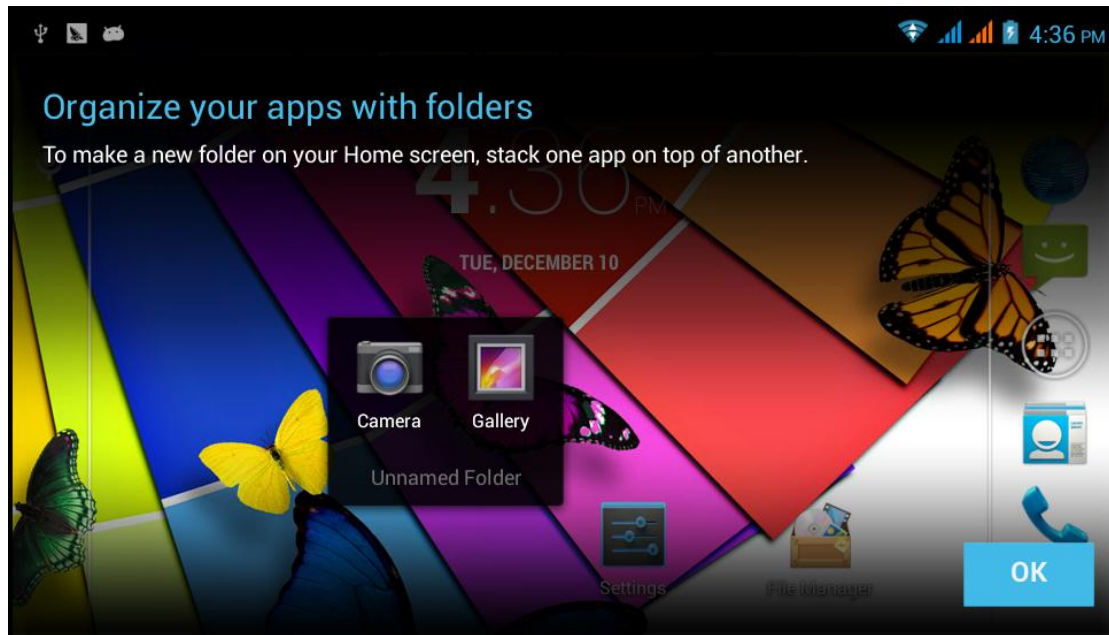 4:36 PM
Organize your apps with folders
To make a new folder on your Home screen, stack one app on top of another.
4:36 PM
TUE, DECEMBER 10
Camera Gallery
Unnamed Folder
Settings File Manager
OK